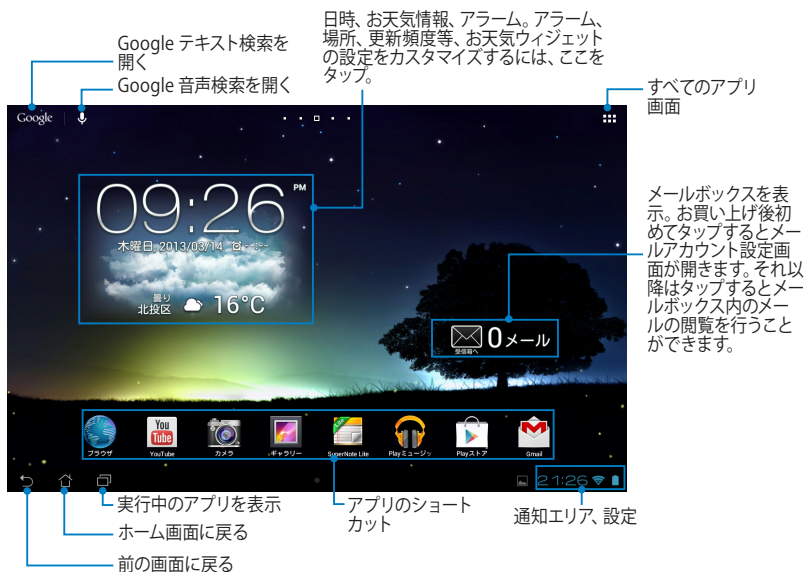 日時、お天気情報、アラーム。アラーム、
場所、更新頻度等、お天気ウィジェット
の設定をカスタマイズするには、ここを
タップ。
Google テキスト検索を
開く
Google 音声検索を開く
すべてのアプリ
画面
Google
09:26 PM
木曜日, 2013/03/14 --:--
曇り
北投区
16°C
メールボックスを表
示。お買い上げ後初
めてタップするとメー
ルアカウント設定画
面が開きます。それ以
降はタップするとメー
ルボックス内のメー
ルの閲覧を行うこと
ができます。
0メール
受信箱へ
You
Tube
Lite
ブラウザ
YouTube
カメラ
ギャラリー
SuperNote Lite
Playミュージッ
Playストア
Gmail
21:26
実行中のアプリを表示
アプリのショート
カット
通知エリア、設定
ホーム画面に戻る
前の画面に戻る